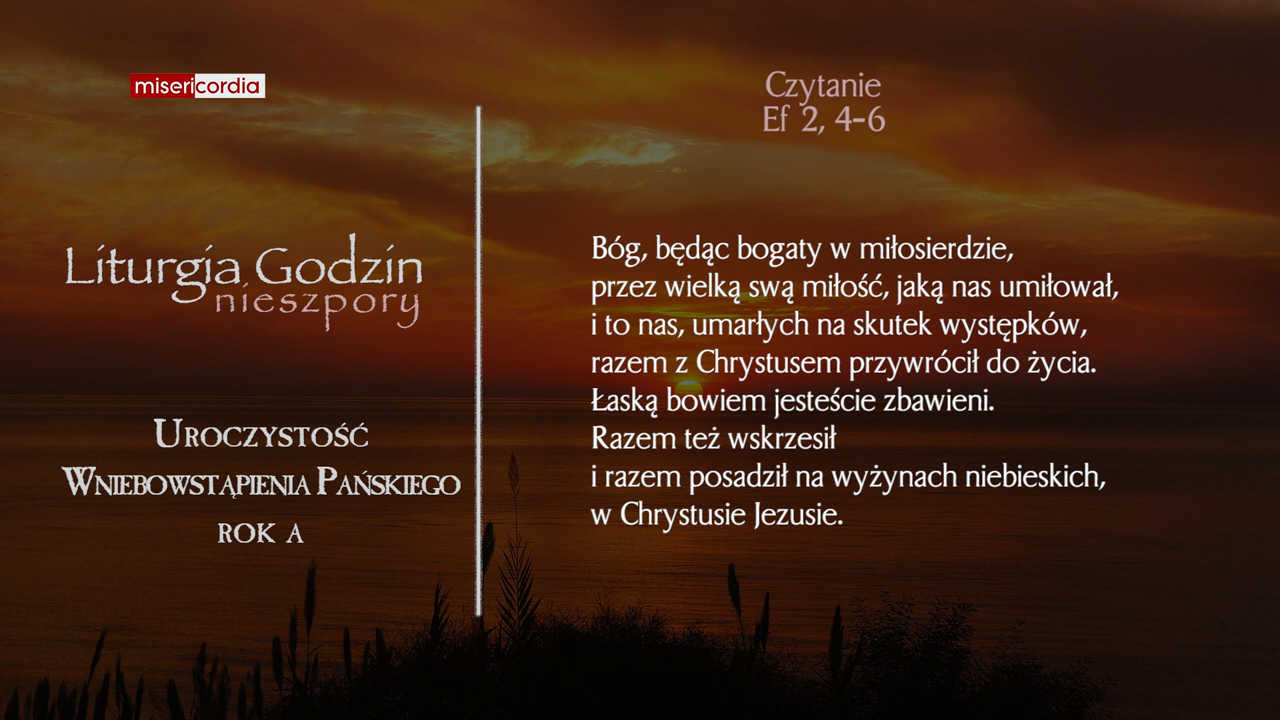 misericordia
Liturgia Godzin
nieszpory
Uroczystość
Wniebowstąpienia Pańskiego
rok a
Czytanie
Ef 2, 4-6
Bóg, będąc bogaty w miłosierdzie,
przez wielką swą miłość, jaką nas umiłował,
i to nas, umarłych na skutek występków,
razem z Chrystusem przywrócił do życia.
Łaską bowiem jesteście zbawieni.
Razem też wskrzesił
i razem posadził na wyżynach niebieskich,
w Chrystusie Jezusie.